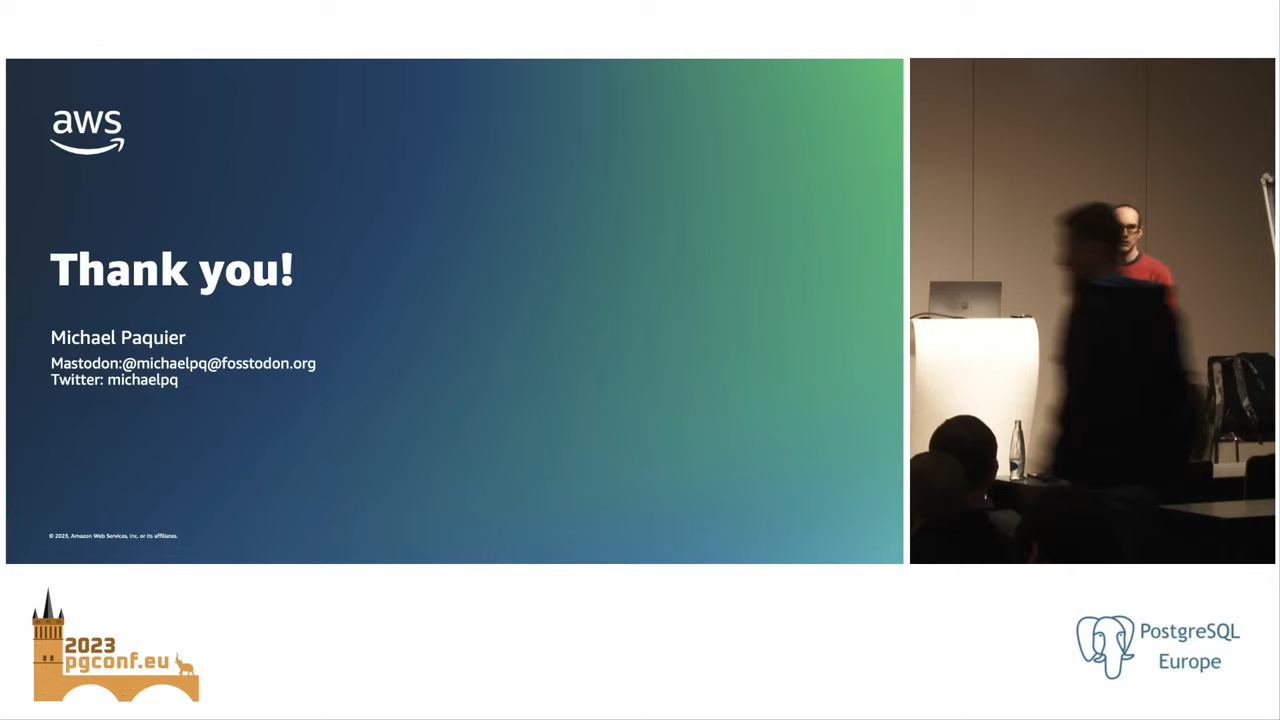 aws
Thank you!
Michael Paquier
Mastodon:@michaelpq@fosstodon.org
Twitter: michaelpq
© 2023, Amazon Web Services, Inc. or its affiliates.
2023
pgconf.eu
PostgreSQL
Europe